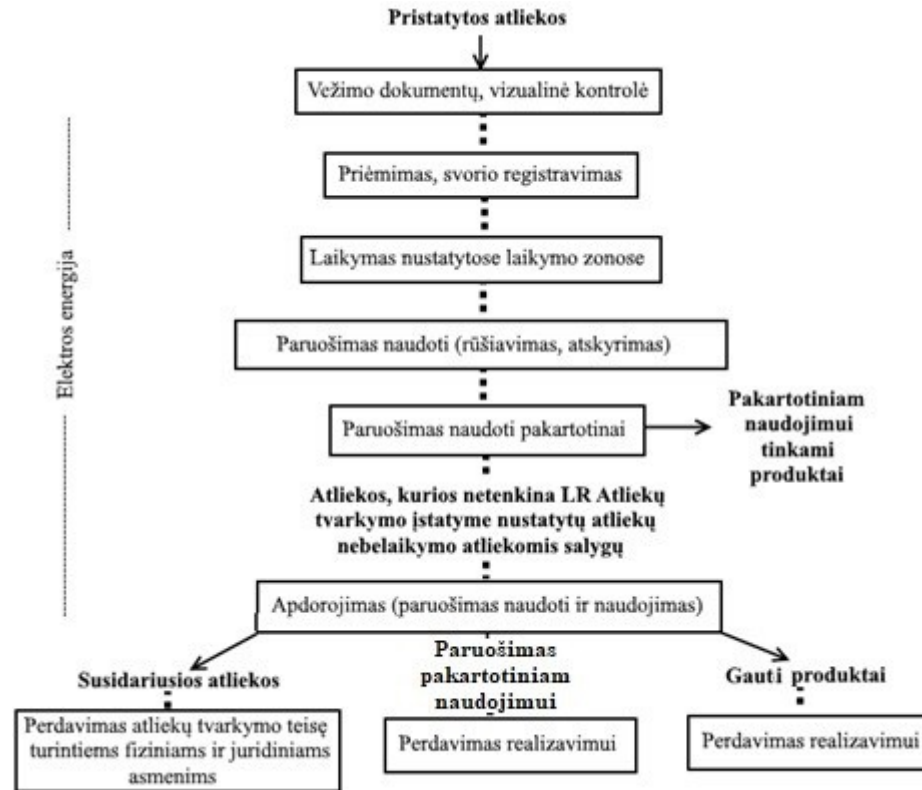 Pristatytos atliekos
Vežimo dokumentų, vizualinė kontrolė
Priėmimas, svorio registravimas
Laikymas nustatytose laikymo zonose
Elektros energija
Paruošimas naudoti (rūšiavimas, atskyrimas)
Paruošimas naudoti pakartotinai
Pakartotiniam
naudojimui
tinkami
produktai
Atliekos, kurios netenkina LR Atliekų
tvarkymo įstatyme nustatytų atliekų
nebelaikymo atliekomis salygų
Apdorojimas (paruošimas naudoti ir naudojimas)
Susidariusios atliekos
Perdavimas atliekų tvarkymo teisę
turintiems fiziniams ir juridiniams
asmenims
Paruošimas
pakartotiniam
naudojimui
Perdavimas realizavimui
Gauti produktai
Perdavimas realizavimui